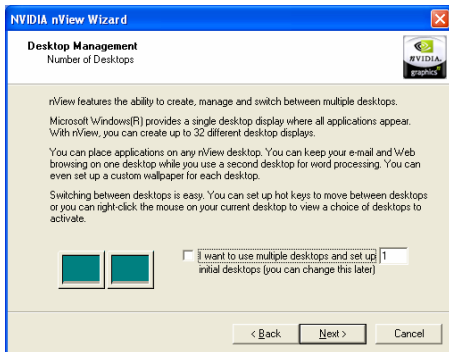 NVIDIA nView Wizard
Desktop Management
Number of Desktops
NVIDIA.
graphics
nView features the ability to create, manage and switch between multiple desktops.
Microsoft Windows(R) provides a single desktop display where all applications appear.
With nView, you can create up to 32 different desktop displays.
You can place applications on any nView desktop. You can keep your e-mail and Web
browsing on one desktop while you use a second desktop for word processing. You can
even set up a custom wallpaper for each desktop.
Switching between desktops is easy. You can set up hot keys to move between desktops
or you can right-click the mouse on your current desktop to view a choice of desktops to
activate.
I want to use multiple desktops and set up 1
initial desktops (you can change this later)
< Back Next > Cancel